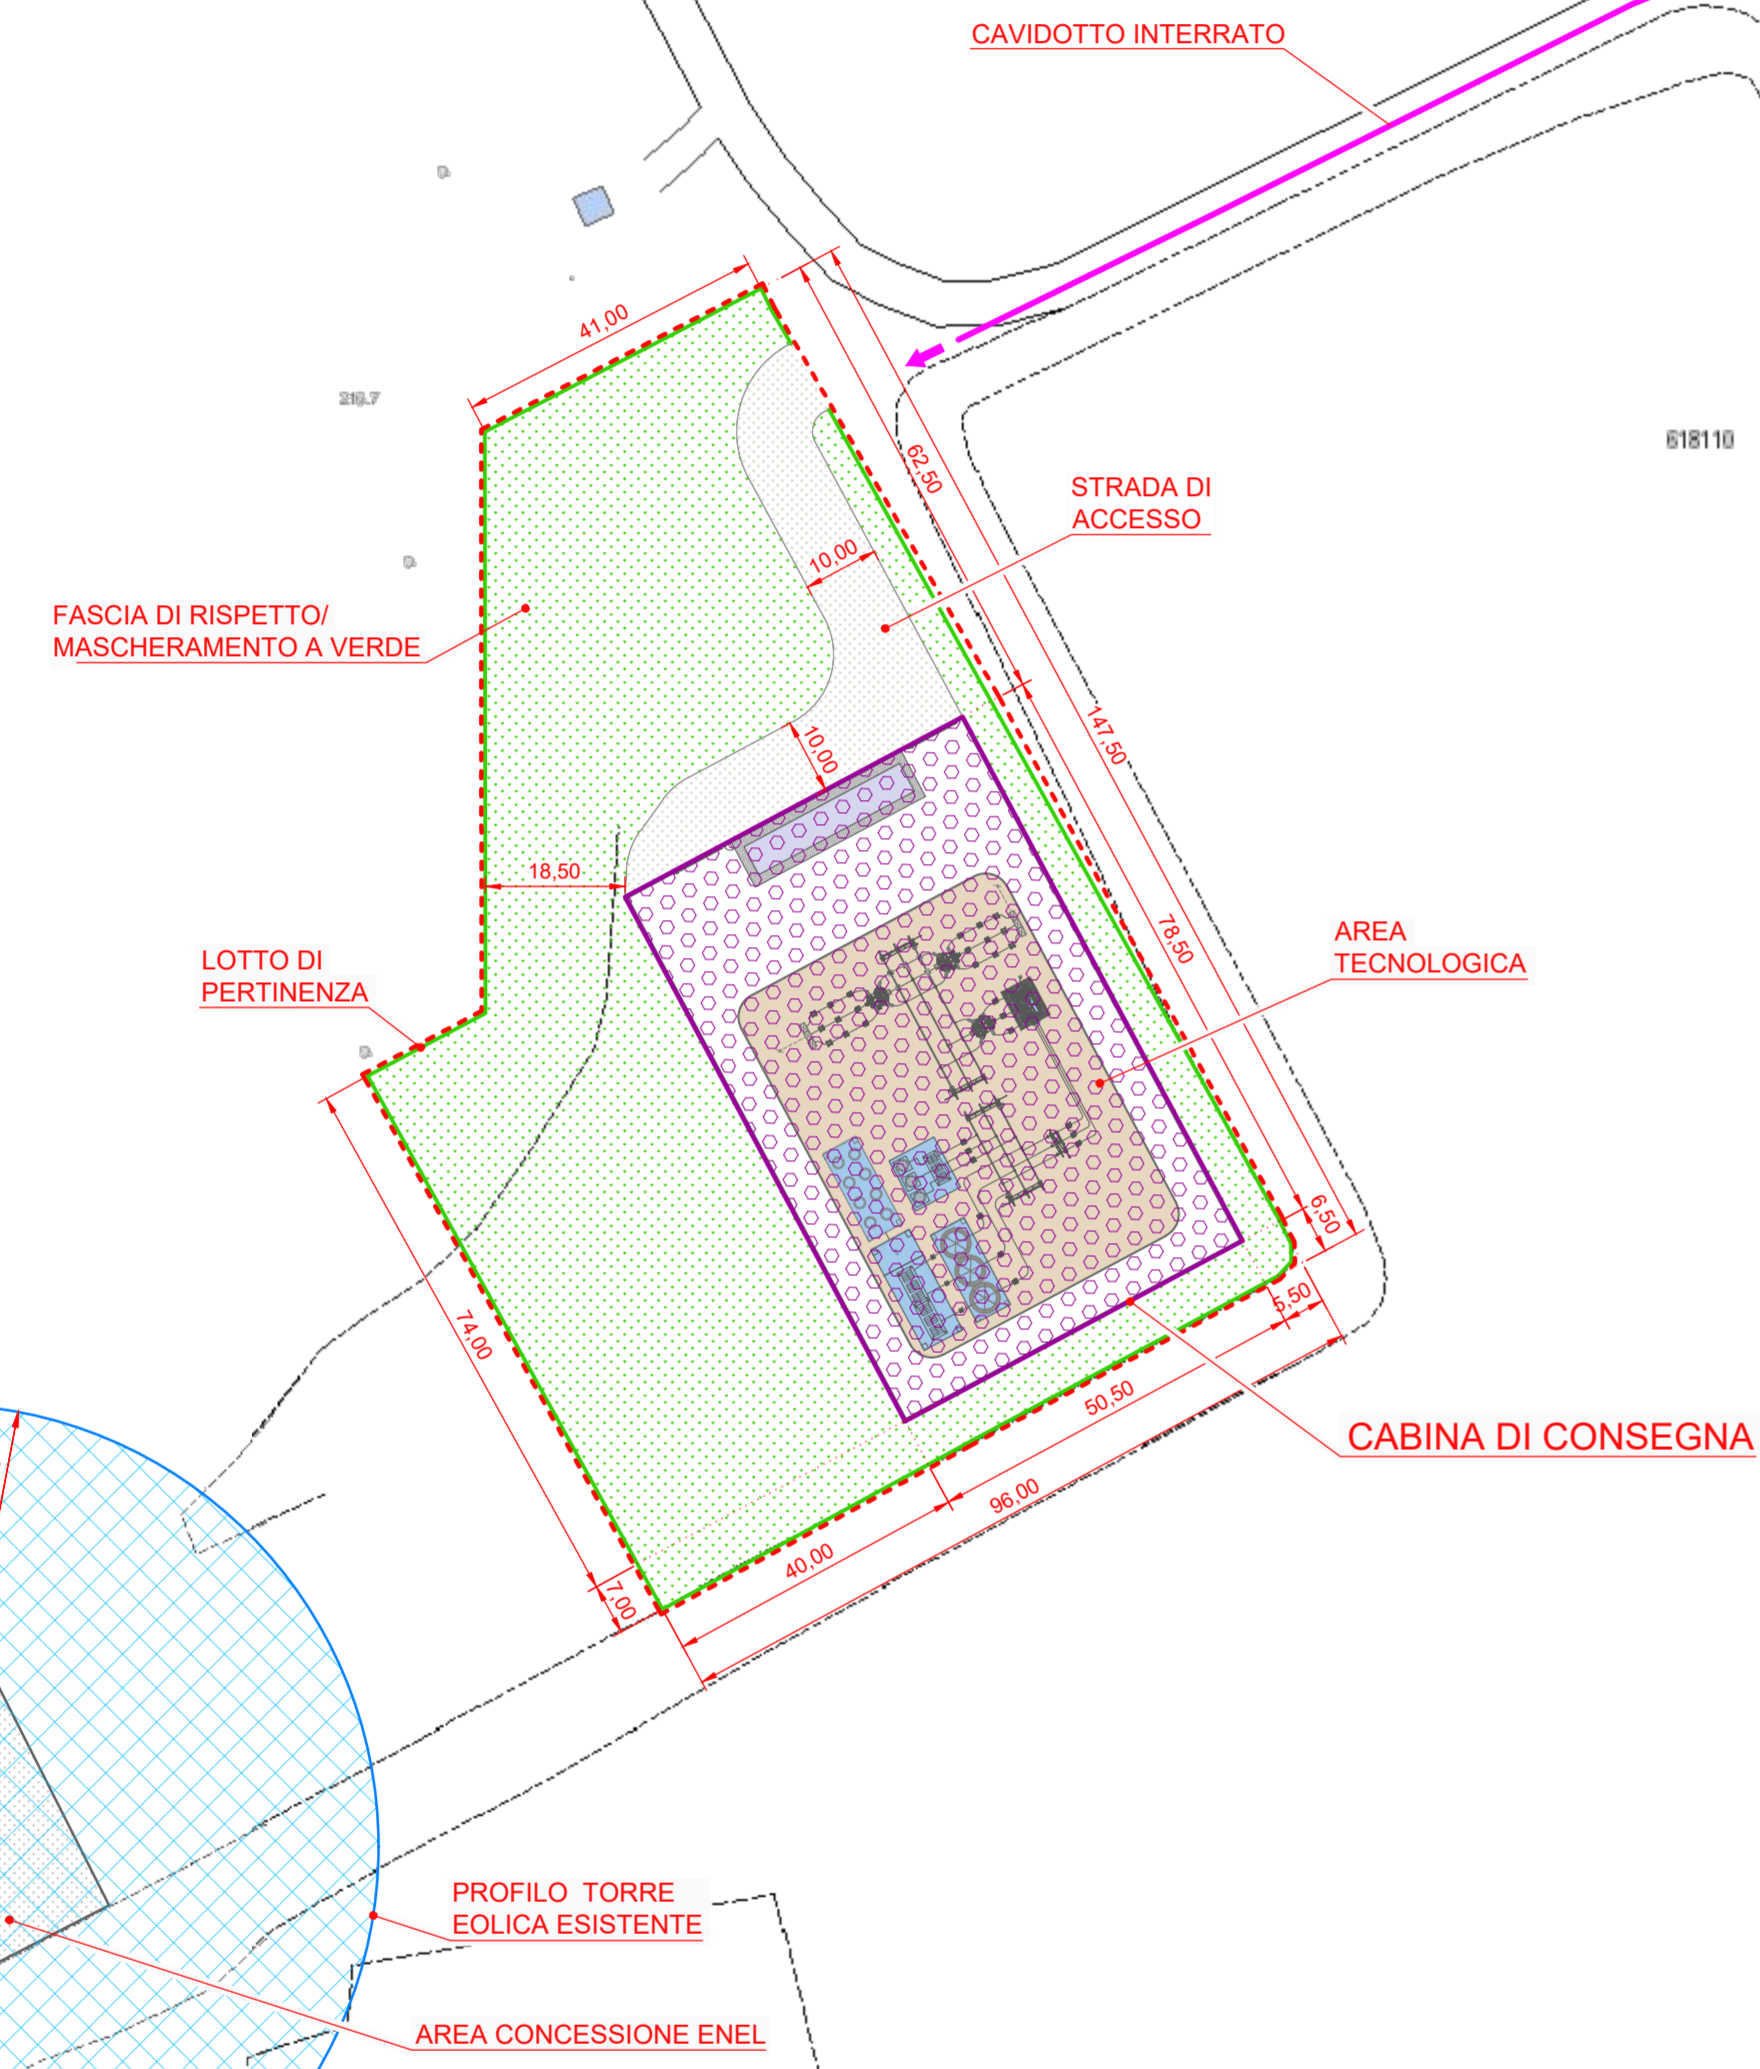 CAVIDOTTO INTERRATO
41,00
219.7
618110
62,50
STRADA DI
ACCESSO
10,00
FASCIA DI RISPETTO/
MASCHERAMENTO A VERDE
147,50
10,00
18,50
78,50
AREA
TECNOLOGICA
LOTTO DI
PERTINENZA
6,50
5,50
74,00
50,50
CABINA DI CONSEGNA
96,00
40,00
7,00
PROFILO TORRE
EOLICA ESISTENTE
AREA CONCESSIONE ENEL